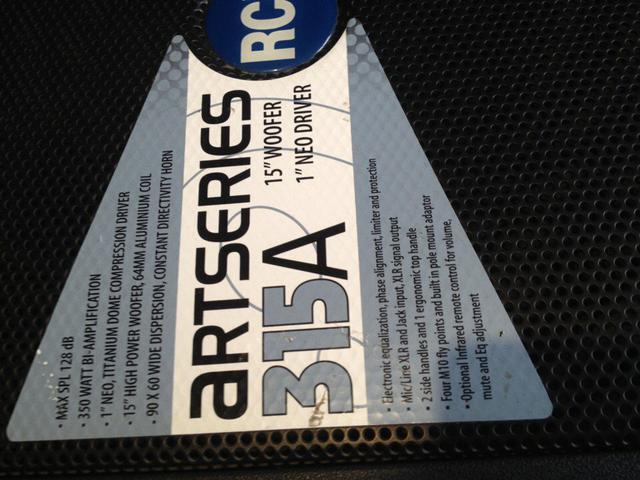 RC
• MAX SPL 128 dB
• 350 WATT BI-AMPLIFICATION
• 1" NEO, TITANIUM DOME COMPRESSION DRIVER
• 15" HIGH POWER WOOFER, 64MM ALUMINIUM COIL
• 90 X 60 WIDE DISPERSION, CONSTANT DIRECTIVITY HORN
aRTSERIES
315A
15" WOOFER
1" NEO DRIVER
• Electronic equalization, phase alignment, limiter and protection
• Mic/Line XLR and Jack input, XLR signal output
• 2 side handles and 1 ergonomic top handle
• Four M10 fly points and built in pole mount adaptor
• Optional Infrared remote control for volume,
mute and Eq adjustment